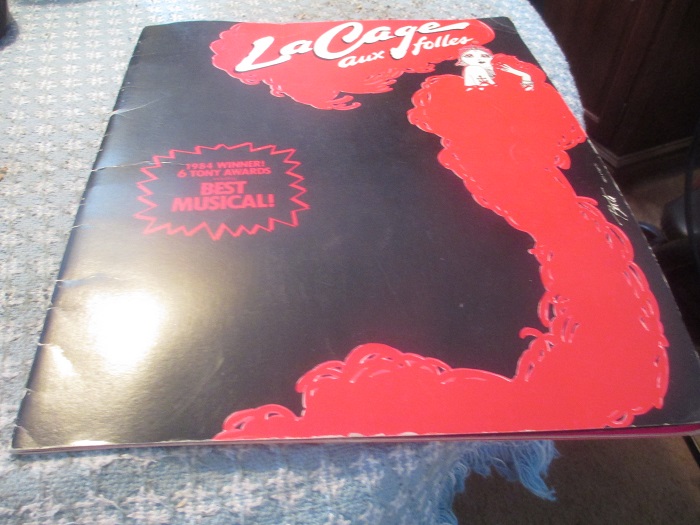 La Cage
aux folles
1984 WINNER!
6 TONY AWARDS
BEST
MUSICAL!